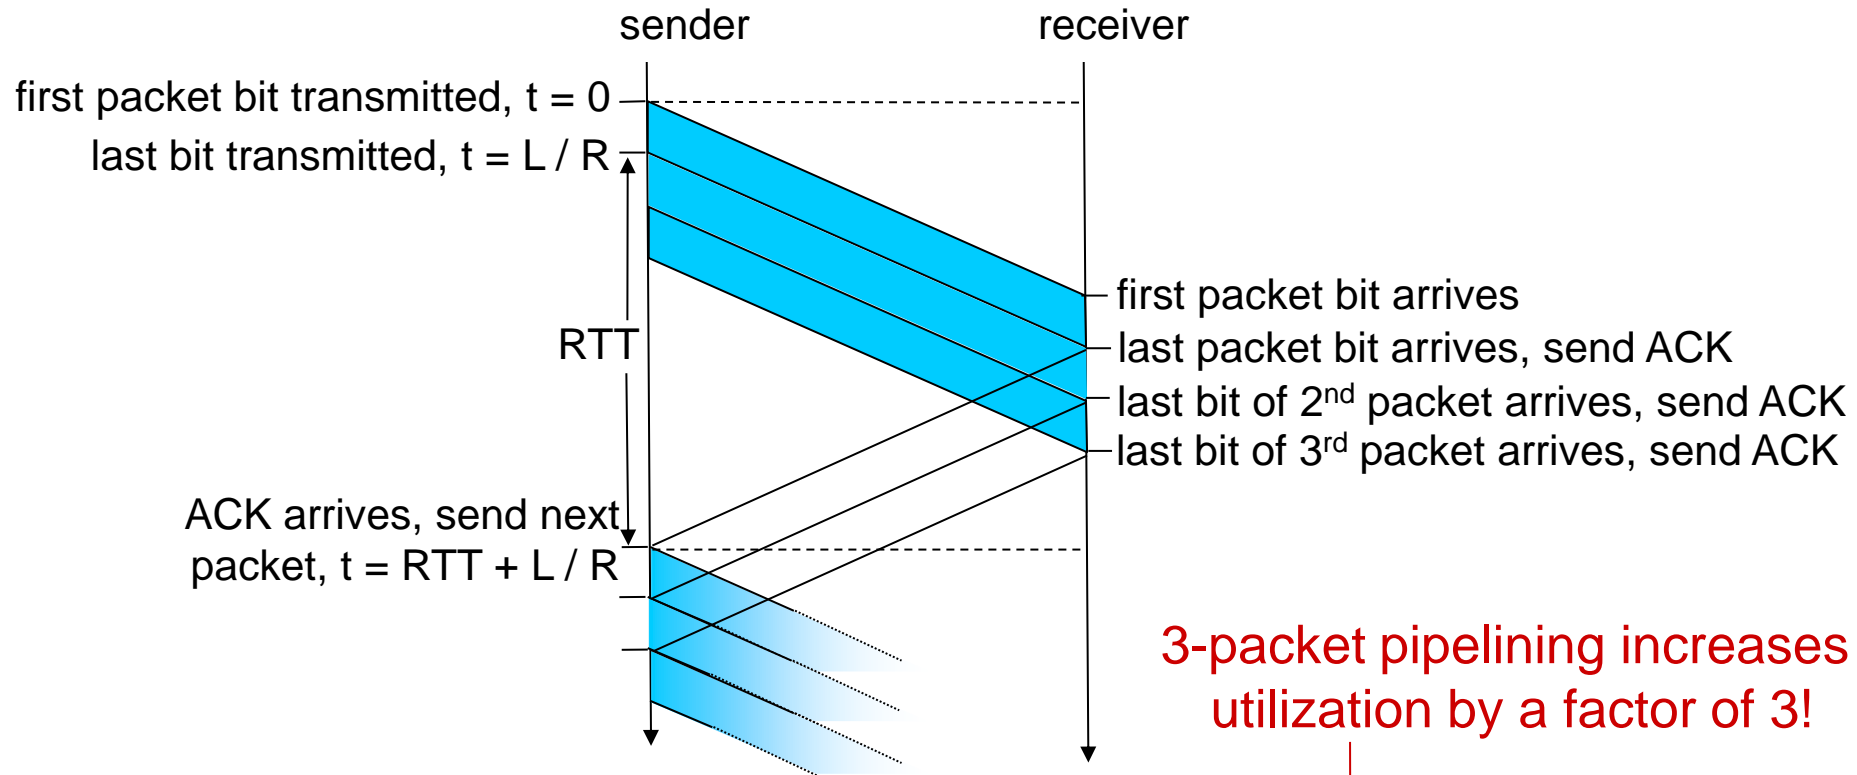 sender
receiver
first packet bit transmitted, t = 0
last bit transmitted, t = L / R
first packet bit arrives
RTT
last packet bit arrives, send ACK
last bit of 2nd packet arrives, send ACK
last bit of 3rd packet arrives, send ACK
ACK arrives, send next
packet, t = RTT + L / R
3-packet pipelining increases
utilization by a factor of 3!